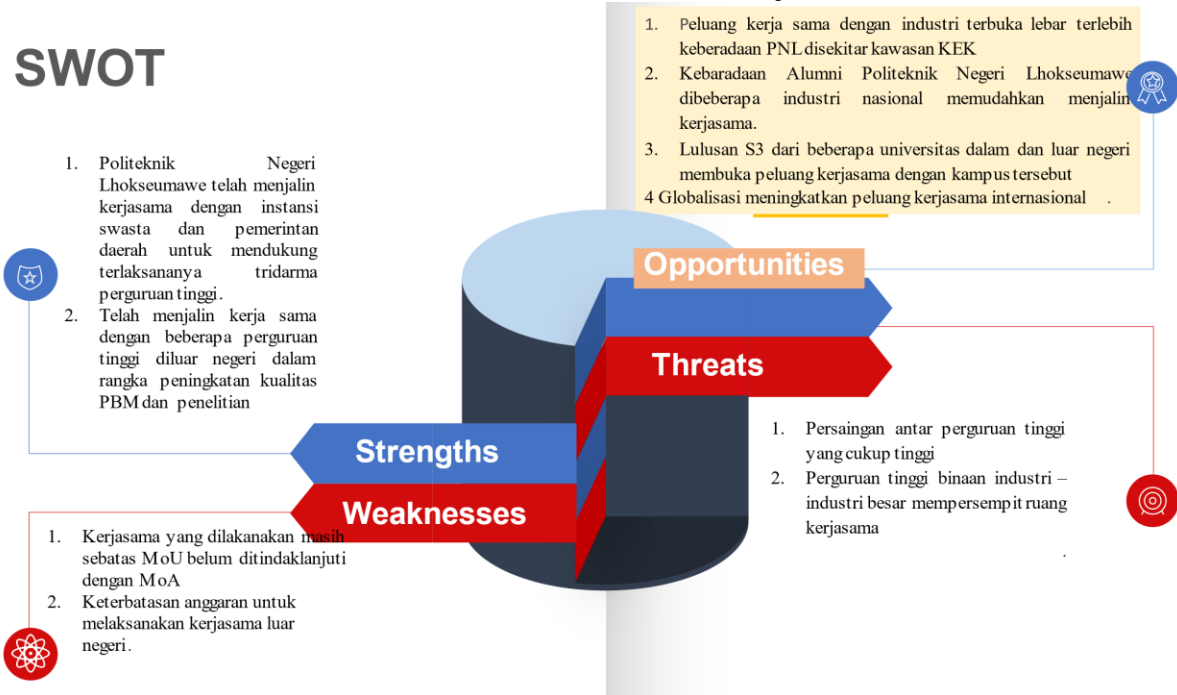 SWOT
1. Politeknik Negeri
Lhokseumawe telah menjalin
kerjasama dengan instansi
swasta dan pemerintan
daerah untuk mendukung
terlaksananya tridarma
perguruan tinggi.
2. Telah menjalin kerja sama
dengan beberapa perguruan
tinggi diluar negeri dalam
rangka peningkatan kualitas
PBM dan penelitian
Strengths
Weaknesses
1. Kerjasama yang dilakanakan masih
sebatas MoU belum ditindaklanjuti
dengan MoA
2. Keterbatasan anggaran untuk
melaksanakan kerjasama luar
negeri.
1. Peluang kerja sama dengan industri terbuka lebar terlebih
keberadaan PNL disekitar kawasan KEK
2. Kebaradaan Alumni Politeknik Negeri Lhokseumawe
dibeberapa industri nasional memudahkan menjalin
kerjasama.
3. Lulusan S3 dari beberapa universitas dalam dan luar negeri
membuka peluang kerjasama dengan kampus tersebut
4 Globalisasi meningkatkan peluang kerjasama internasional .
Opportunities
Threats
1. Persaingan antar perguruan tinggi
yang cukup tinggi
2. Perguruan tinggi binaan industri –
industri besar mempersempit ruang
kerjasama
.